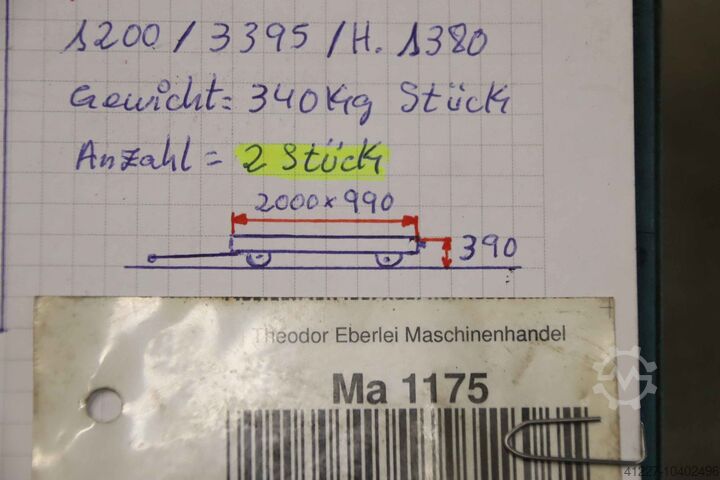 1200 / 3395 / H. 1380
Gewicht = 340 Kg Stück
Anzahl = 2 Stück
2000 x 990
390
Theodor Eberlei Maschinenhandel
Ma 1175
41227-10402496